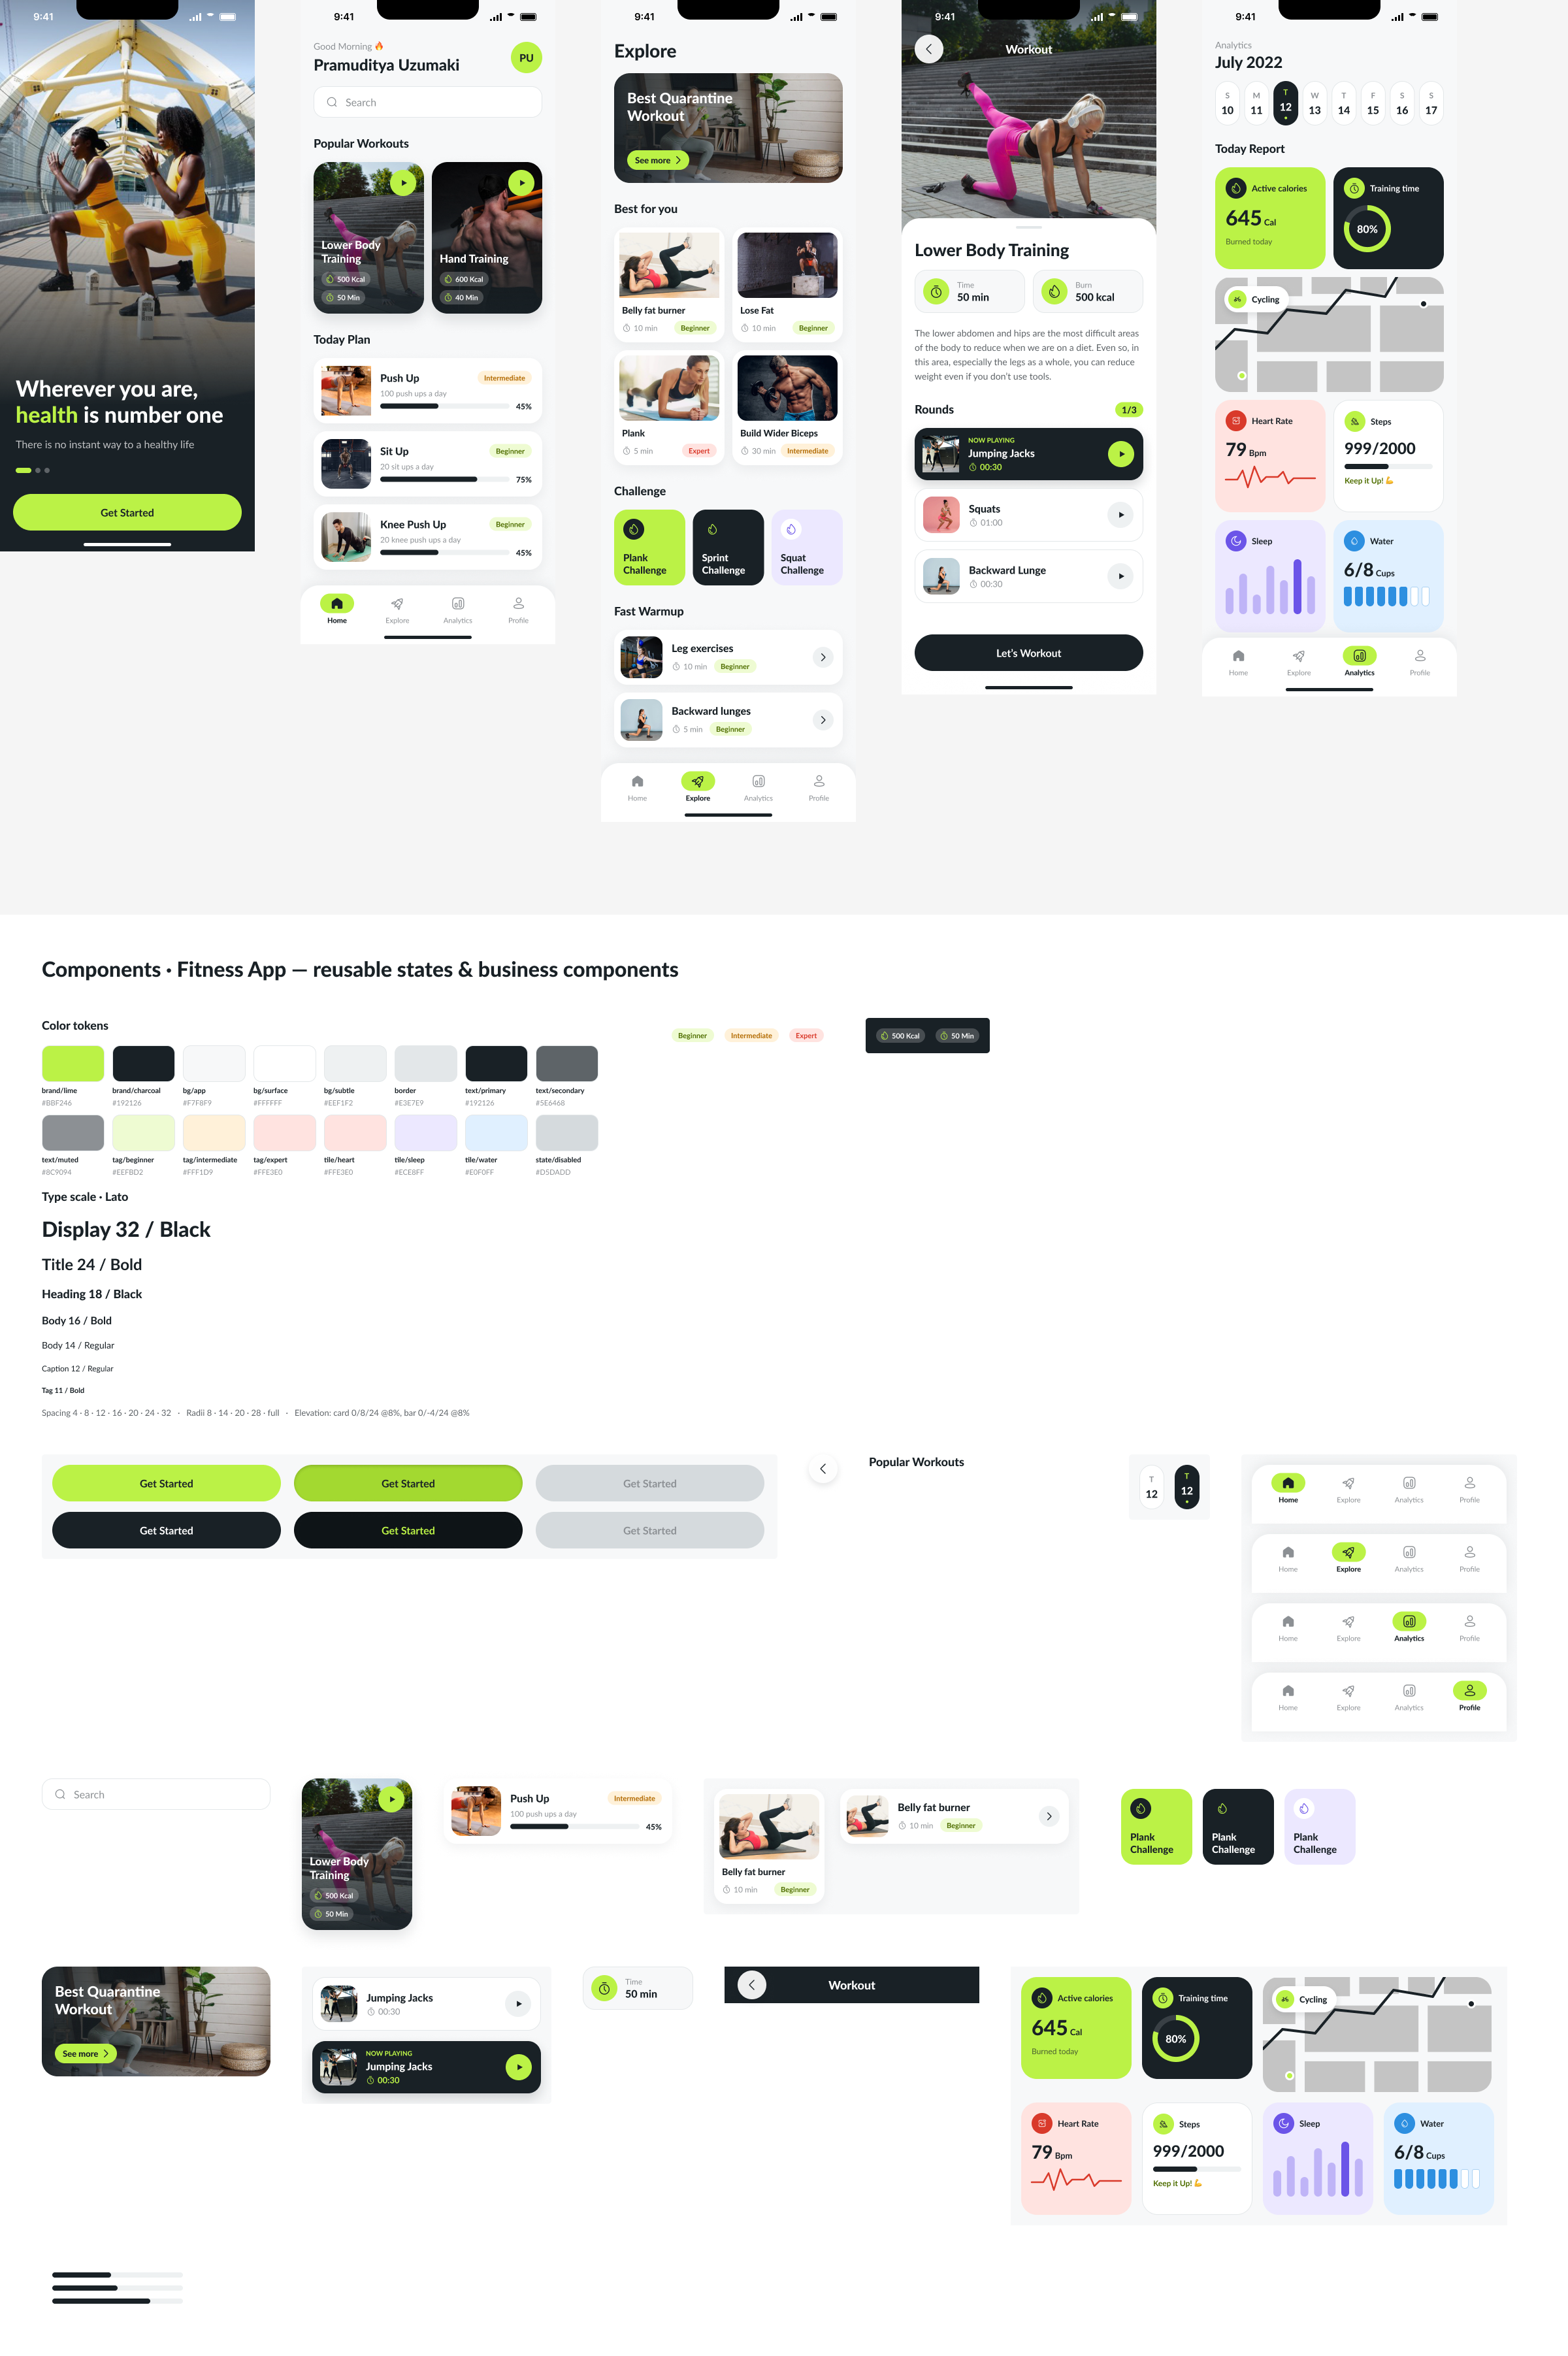 9:41
Wherever you are,
health is number one
There is no instant way to a healthy life
Get Started
9:41
Good Morning 🔥
Pramuditya Uzumaki
PU
Search
Popular Workouts
Lower Body
Training
500 Kcal
50 Min
Hand Training
600 Kcal
40 Min
Today Plan
Push Up
Intermediate
100 push ups a day
45%
Sit Up
Beginner
20 sit ups a day
75%
Knee Push Up
Beginner
20 knee push ups a day
45%
Home
Explore
Analytics
Profile
9:41
Explore
Best Quarantine
Workout
See more
Best for you
Belly fat burner
10 min
Beginner
Lose Fat
10 min
Beginner
Plank
5 min
Expert
Build Wider Biceps
30 min
Intermediate
Challenge
Plank
Challenge
Sprint
Challenge
Squat
Challenge
Fast Warmup
Leg exercises
10 min
Beginner
Backward lunges
5 min
Beginner
Home
Explore
Analytics
Profile
9:41
Workout
Lower Body Training
Time
50 min
Burn
500 kcal
The lower abdomen and hips are the most difficult areas
of the body to reduce when we are on a diet. Even so, in
this area, especially the legs as a whole, you can reduce
weight even if you don't use tools.
Rounds
1/3
NOW PLAYING
Jumping Jacks
00:30
Squats
01:00
Backward Lunge
00:30
Let's Workout
9:41
Analytics
July 2022
S M T W T F S S
10 11 12 13 14 15 16 17
Today Report
Active calories
645 Cal
Burned today
Training time
80%
Cycling
Heart Rate
79 Bpm
Steps
999/2000
Keep it Up! 💪
Sleep
Water
6/8 Cups
Home
Explore
Analytics
Profile
Components · Fitness App — reusable states & business components
Color tokens
brand/lime
#BBF246
brand/charcoal
#192126
bg/app
#F7F8F9
bg/surface
#FFFFFF
bg/subtle
#EEF1F2
border
#E3E7E9
text/primary
#192126
text/secondary
#5E6468
text/muted
#8C9094
tag/beginner
#EEFBD2
tag/intermediate
#FFF1D9
tag/expert
#FFE3E0
tile/heart
#FFE3E0
tile/sleep
#ECE8FF
tile/water
#E0F0FF
state/disabled
#D5DADD
Beginner
Intermediate
Expert
500 Kcal
50 Min
Type scale · Lato
Display 32 / Black
Title 24 / Bold
Heading 18 / Black
Body 16 / Bold
Body 14 / Regular
Caption 12 / Regular
Tag 11 / Bold
Spacing 4 · 8 · 12 · 16 · 20 · 24 · 32 · Radii 8 · 14 · 20 · 28 · full · Elevation: card 0/8/24 @8%, bar 0/-4/24 @8%
Get Started
Get Started
Get Started
Get Started
Get Started
Get Started
Popular Workouts
T
12
T
12
Home
Explore
Analytics
Profile
Home
Explore
Analytics
Profile
Home
Explore
Analytics
Profile
Home
Explore
Analytics
Profile
Search
Lower Body
Training
500 Kcal
50 Min
Push Up
Intermediate
100 push ups a day
45%
Belly fat burner
10 min
Beginner
Belly fat burner
10 min
Beginner
Plank
Challenge
Plank
Challenge
Plank
Challenge
Best Quarantine
Workout
See more
Jumping Jacks
00:30
NOW PLAYING
Jumping Jacks
00:30
Time
50 min
Workout
Active calories
645 Cal
Burned today
Training time
80%
Cycling
Heart Rate
79 Bpm
Steps
999/2000
Keep it Up! 💪
Sleep
Water
6/8 Cups